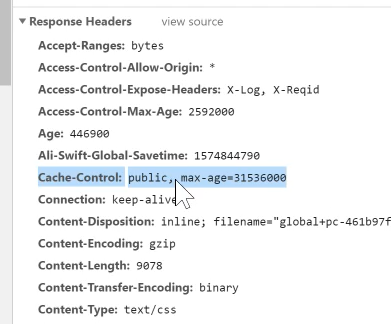 Response Headers view source
Accept-Ranges: bytes
Access-Control-Allow-Origin: *
Access-Control-Expose-Headers: X-Log, X-Reqid
Access-Control-Max-Age: 2592000
Age: 446900
Ali-Swift-Global-Savetime: 1574844790
Cache-Control: public, max-age=31536000
Connection: keep-alive
Content-Disposition: inline; filename="global+pc-461b97f
Content-Encoding: gzip
Content-Length: 9078
Content-Transfer-Encoding: binary
Content-Type: text/css